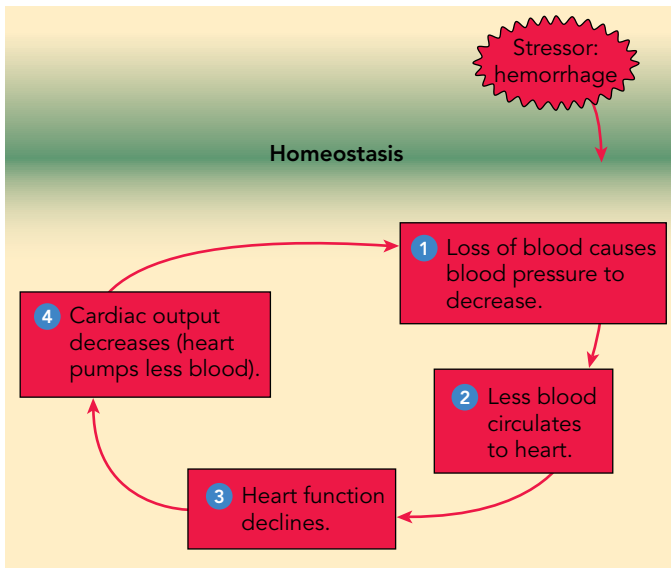 Stressor:
hemorrhage
Homeostasis
1 Loss of blood causes
blood pressure to
decrease.
2 Less blood
circulates
to heart.
3 Heart function
declines.
4 Cardiac output
decreases (heart
pumps less blood).